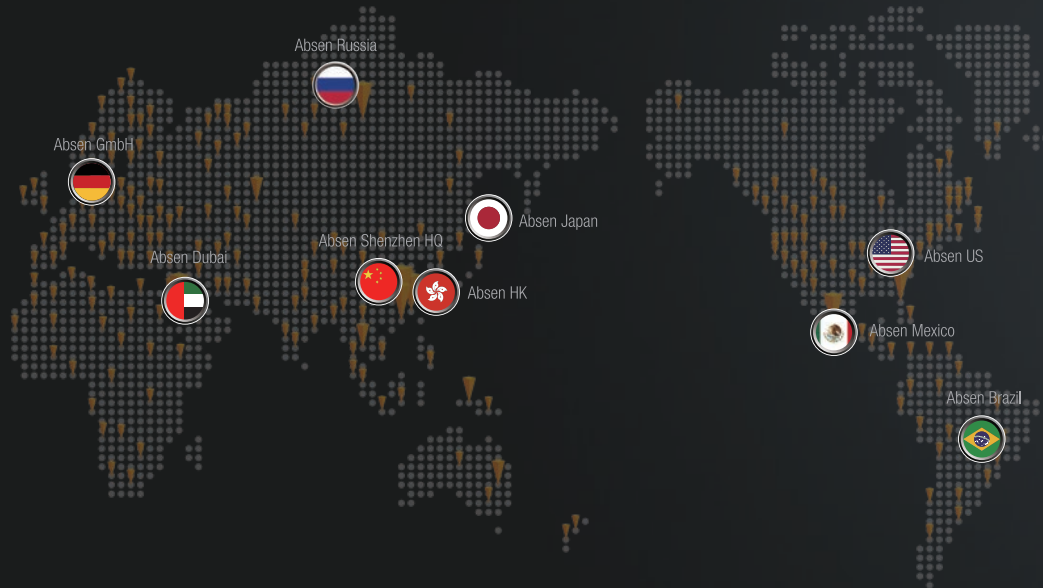 Absen Russia
Absen GmbH
Absen Japan
Absen Shenzhen HQ
Absen Dubai
Absen US
Absen HK
Absen Mexico
Absen Brazil